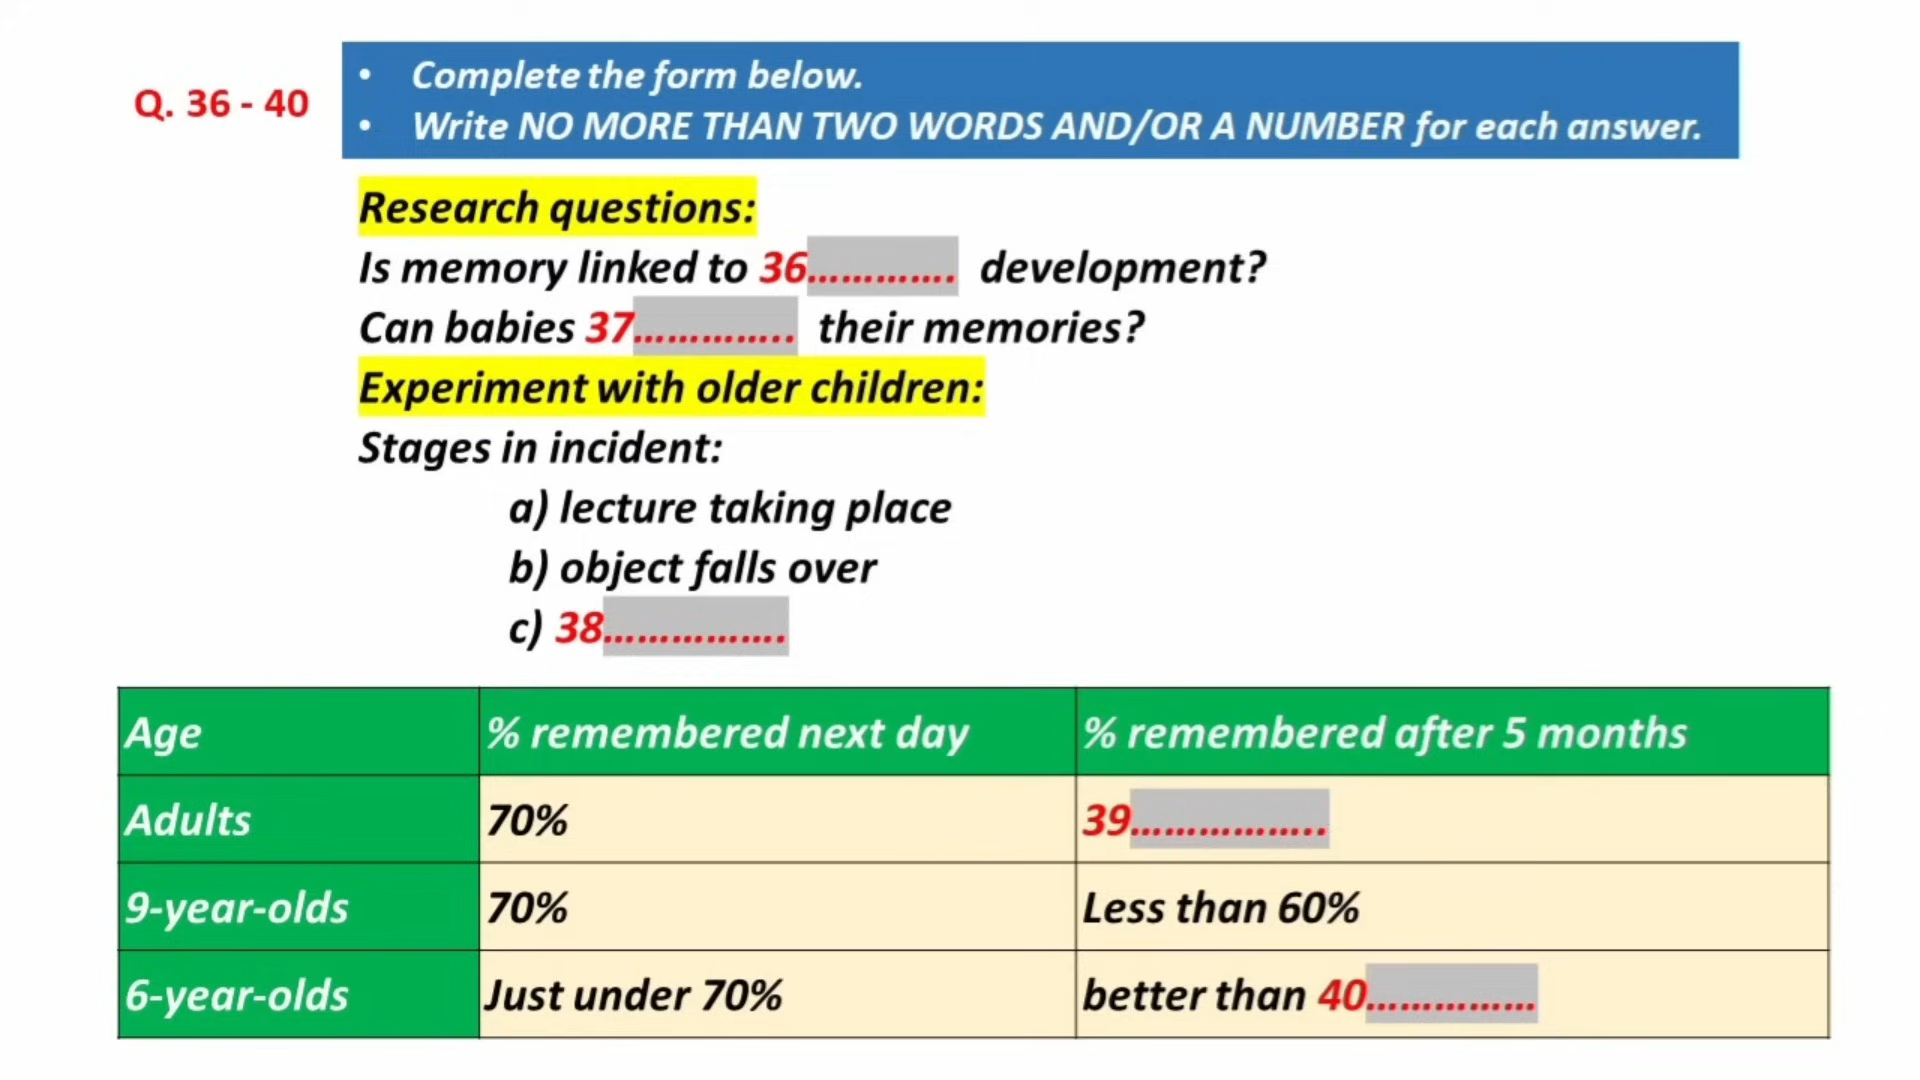 Q. 36 - 40
• Complete the form below.
• Write NO MORE THAN TWO WORDS AND/OR A NUMBER for each answer.
Research questions:
Is memory linked to 36............. development?
Can babies 37.............. their memories?
Experiment with older children:
Stages in incident:
a) lecture taking place
b) object falls over
c) 38................
Age % remembered next day % remembered after 5 months
Adults 70% 39.................
9-year-olds 70% Less than 60%
6-year-olds Just under 70% better than 40...............